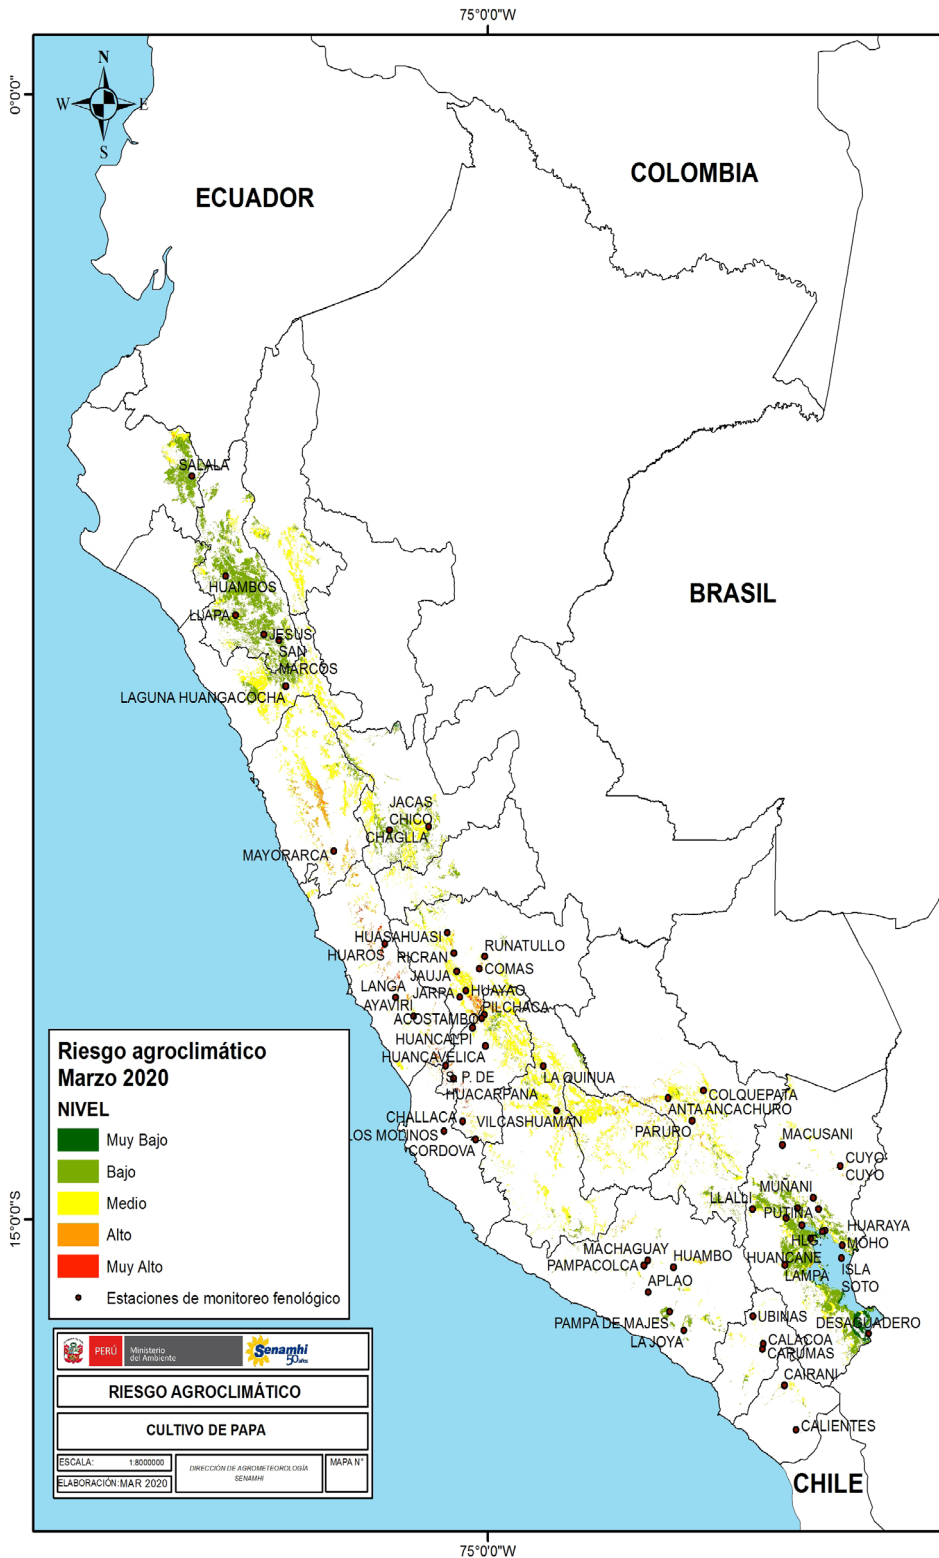 75°0'0"W
0°0'0"
N
W
E
S
COLOMBIA
ECUADOR
BRASIL
SALALA
HUAMBOS
LLAPA
JESUS
SAN
MARCOS
LAGUNA HUANGACOCHA
JACAS
CHICO
CHAGLLA
MAYORARCA
HUASAHUASI
HUAROS
RICRAN
RUNATULLO
JAUJA
COMAS
LANGA
JARPA
HUAYAO
AYAVIRI
PILCHACA
ACOSTAMBO
HUANCALPI
HUANCAVELICA
LA QUINUA
S. P. DE
HUACARPANA
COLQUEPATA
ANTA ANCACHURO
CHALLACA
VILCASHUAMAN
PARURO
LOS MOLINOS
CORDOVA
MACUSANI
CUYO
CUYO
MUÑANI
LLALLI
PUTINA
15°0'0"S
HUARAYA
MOHO
HLG.
MACHAGUAY
HUAMBO
HUANCANE
PAMPACOLCA
ISLA
SOTO
LAMPA
APLAO
PAMPA DE MAJES
UBINAS
DESAGUADERO
LA JOYA
CALACOA
CARUMAS
CAIRANI
CALIENTES
CHILE
Riesgo agroclimático
Marzo 2020
NIVEL
Muy Bajo
Bajo
Medio
Alto
Muy Alto
Estaciones de monitoreo fenológico
PERÚ
Ministerio
del Ambiente
Senamhi
50 años
RIESGO AGROCLIMÁTICO
CULTIVO DE PAPA
ESCALA: 1:8000000
DIRECCIÓN DE AGROMETEOROLOGÍA
SENAMHI
MAPA N°
ELABORACIÓN: MAR 2020
75°0'0"W